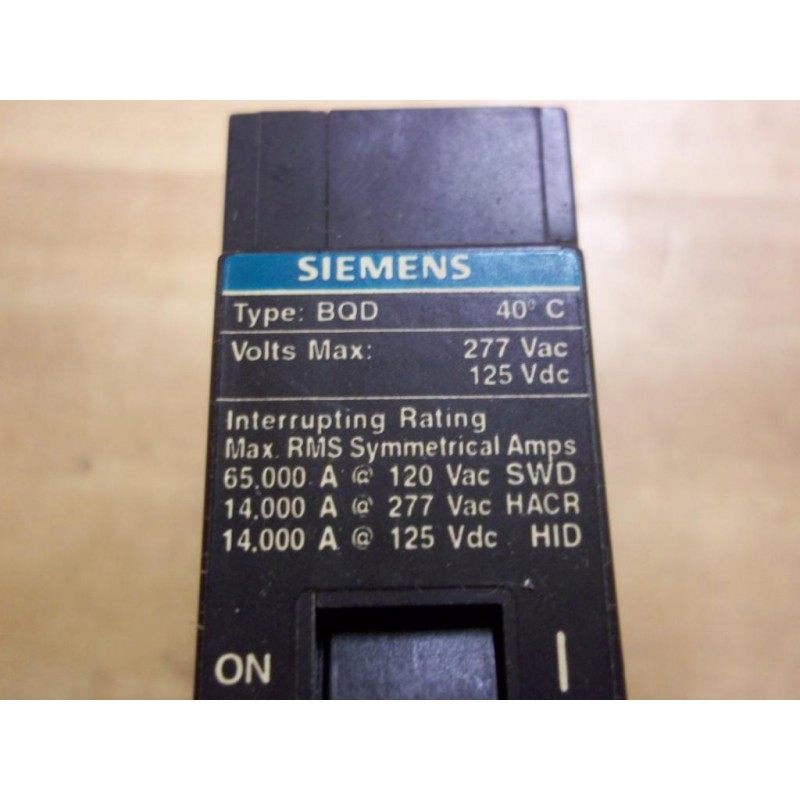 SIEMENS
Type: BQD 40° C
Volts Max: 277 Vac
125 Vdc
Interrupting Rating
Max. RMS Symmetrical Amps
65,000 A @ 120 Vac SWD
14,000 A @ 277 Vac HACR
14,000 A @ 125 Vdc HID
ON |